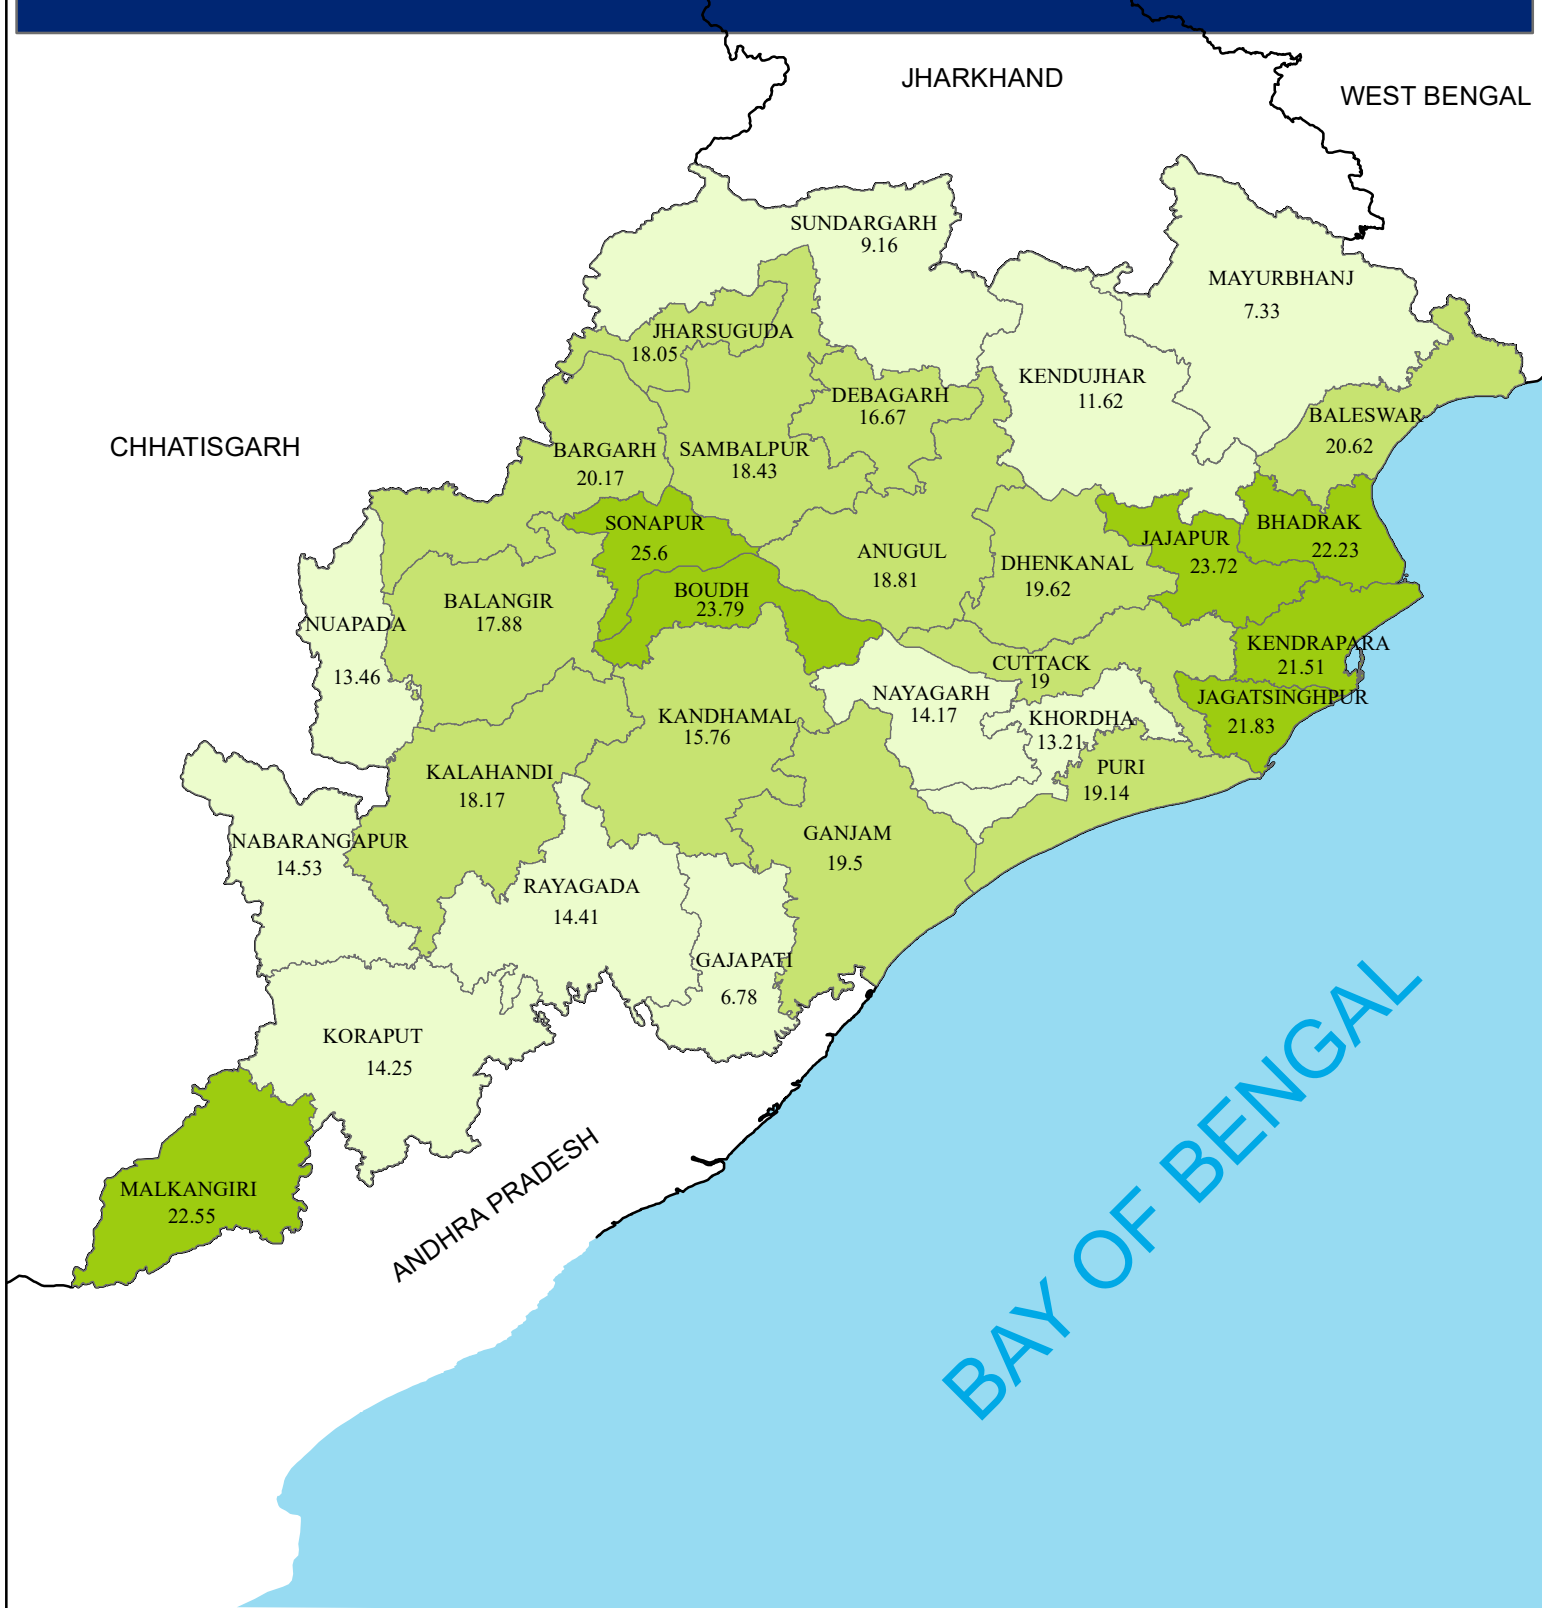 JHARKHAND
WEST BENGAL
SUNDARGARH
9.16
MAYURBHANJ
7.33
JHARSUGUDA
18.05
KENDUJHAR
11.62
DEBAGARH
16.67
BALESWAR
20.62
CHHATISGARH
BARGARH
20.17
SAMBALPUR
18.43
SONAPUR
25.6
BHADRAK
22.23
JAJAPUR
23.72
ANUGUL
18.81
DHENKANAL
19.62
BOUDH
23.79
BALANGIR
17.88
NUAPADA
13.46
KENDRAPARA
21.51
CUTTACK
19
NAYAGARH
14.17
JAGATSINGHPUR
21.83
KANDHAMAL
15.76
KHORDHA
13.21
PURI
19.14
KALAHANDI
18.17
NABARANGAPUR
14.53
GANJAM
19.5
RAYAGADA
14.41
GAJAPATI
6.78
KORAPUT
14.25
MALKANGIRI
22.55
ANDHRA PRADESH
BAY OF BENGAL